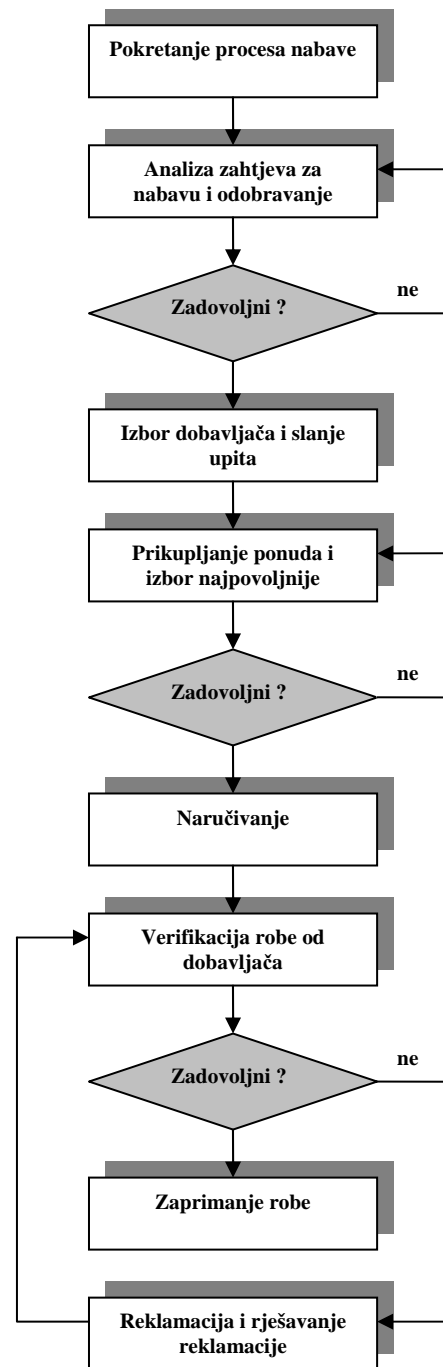 Pokretanje procesa nabave
Analiza zahtjeva za
nabavu i odobravanje
Zadovoljni ?
ne
Izbor dobavljača i slanje
upita
Prikupljanje ponuda i
izbor najpovoljnije
Zadovoljni ?
ne
Naručivanje
Verifikacija robe od
dobavljača
Zadovoljni ?
ne
Zaprimanje robe
Reklamacija i rješavanje
reklamacije